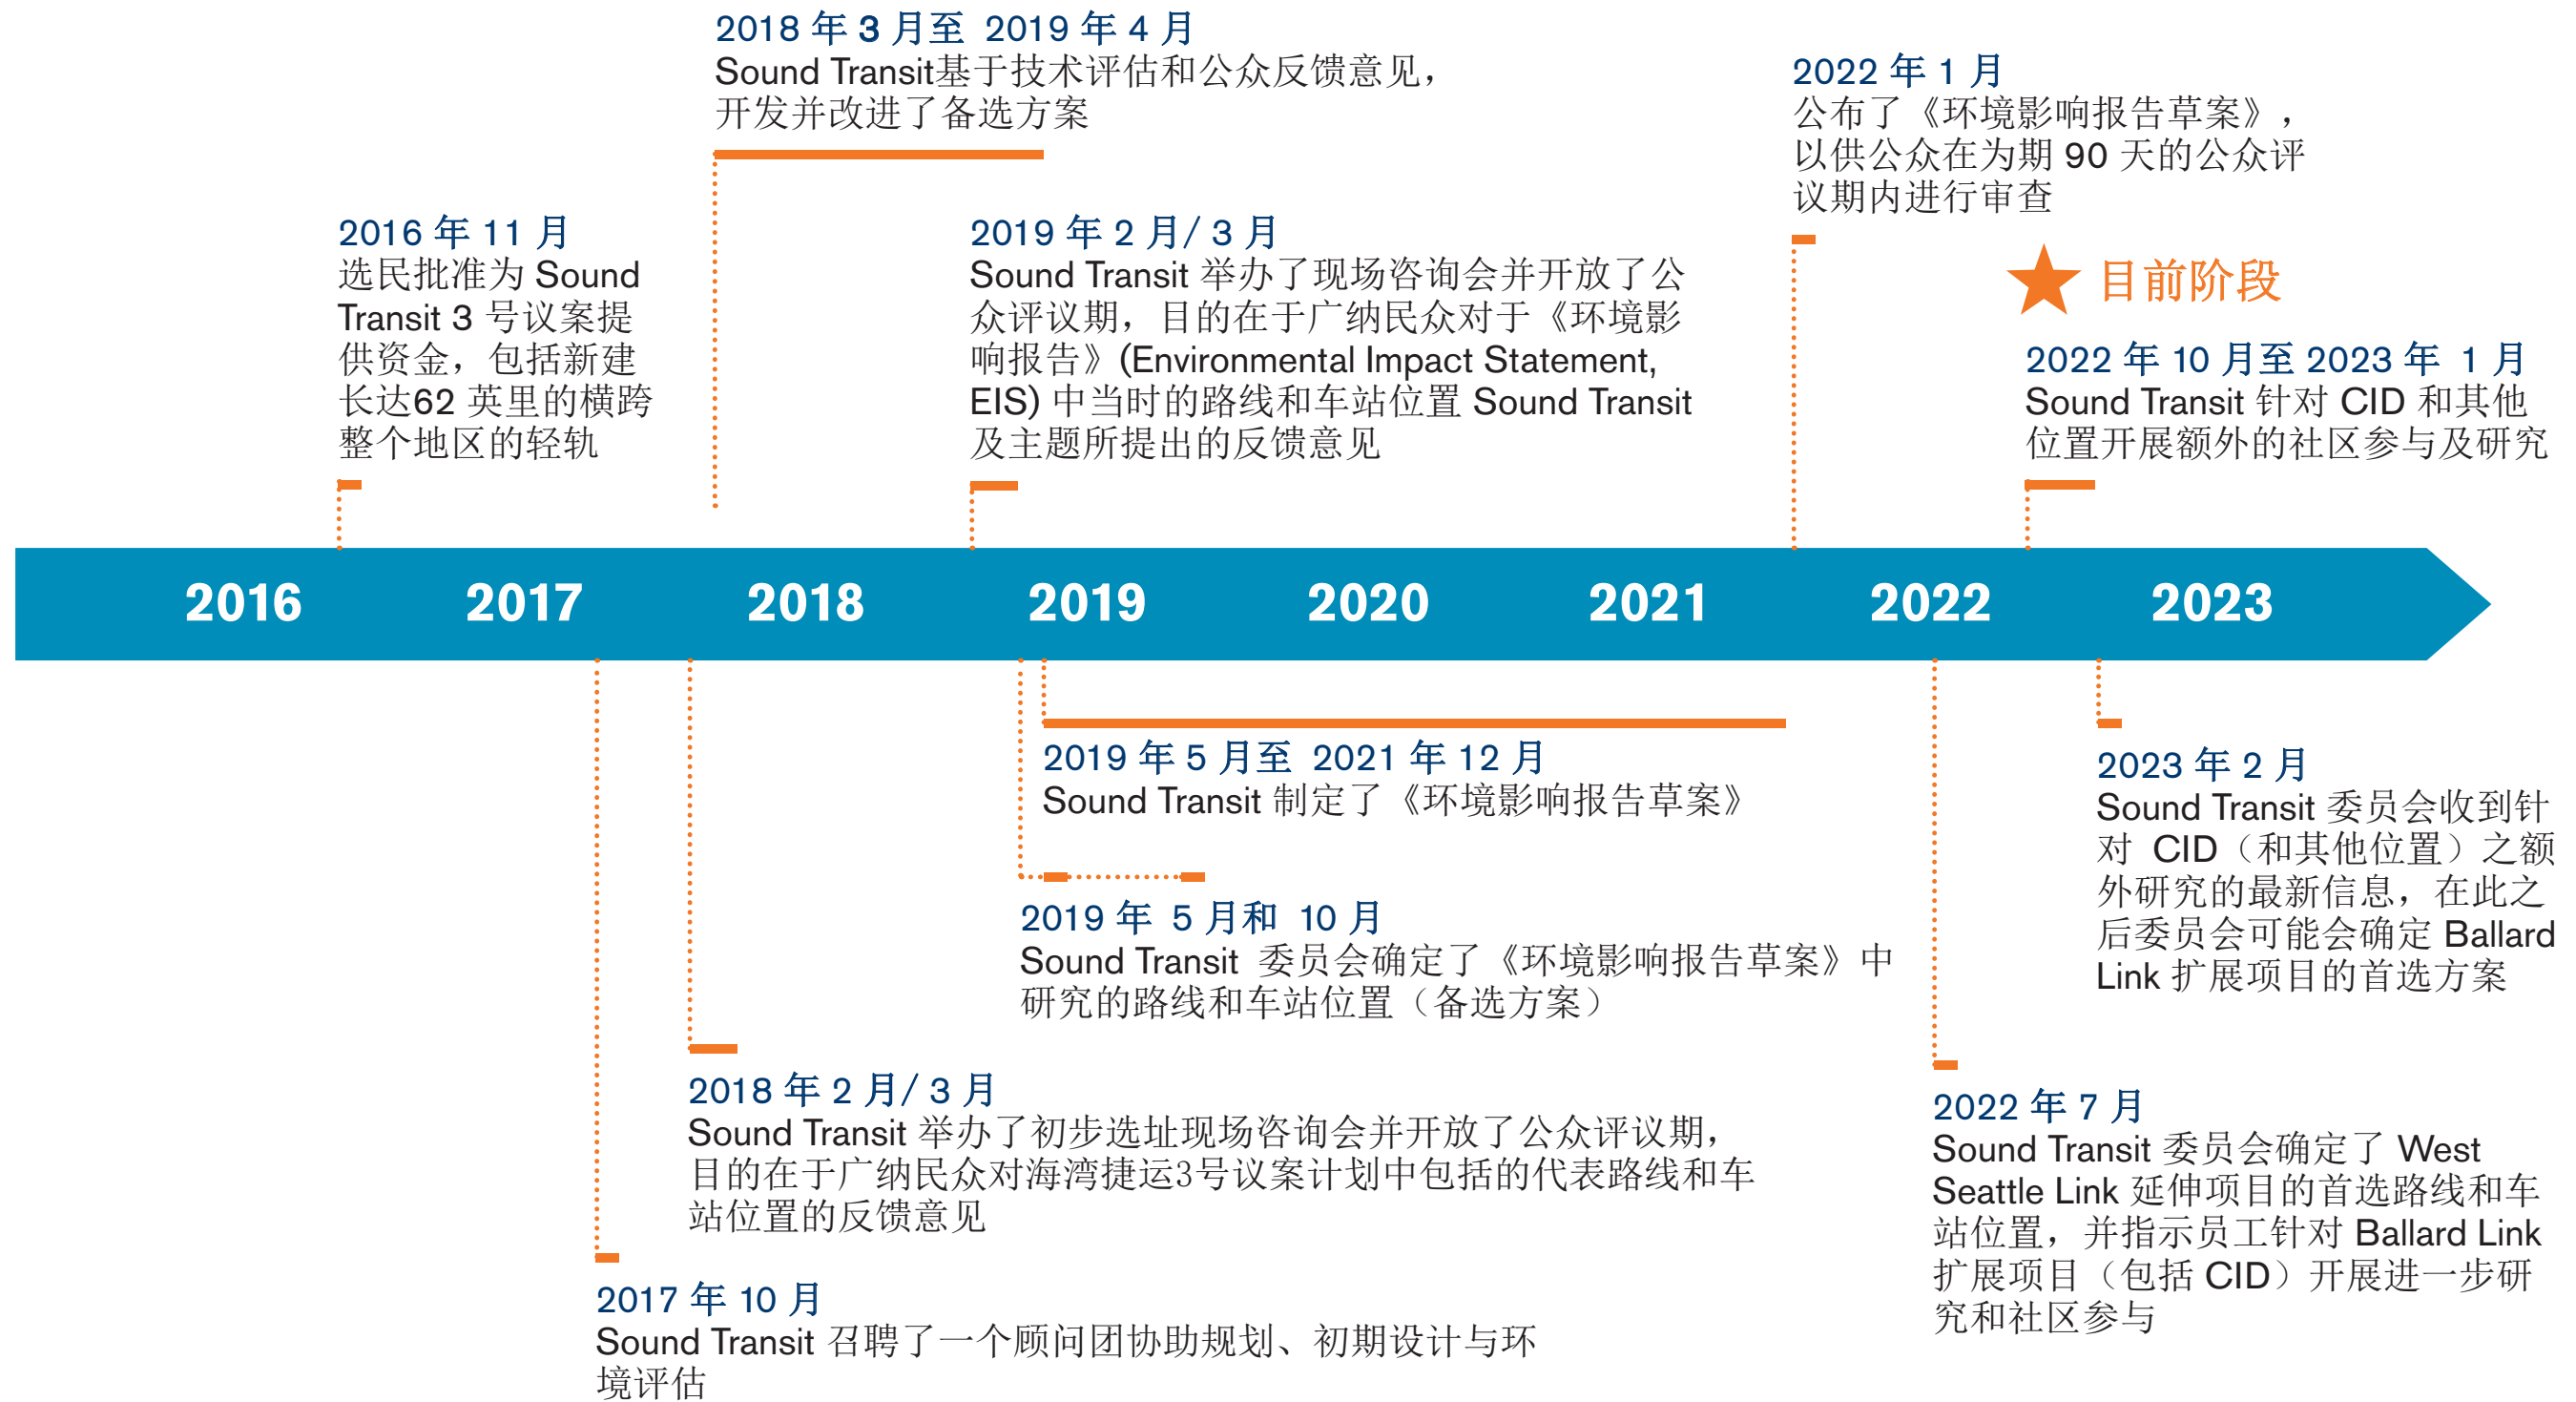 2018 年 3 月至 2019 年 4 月
Sound Transit基于技术评估和公众反馈意见，
开发并改进了备选方案
2022 年 1 月
公布了《环境影响报告草案》，
以供公众在为期 90 天的公众评
议期内进行审查
2016 年 11 月
选民批准为 Sound
Transit 3 号议案提
供资金，包括新建
长达62 英里的横跨
整个地区的轻轨
2019 年 2 月/ 3 月
Sound Transit 举办了现场咨询会并开放了公
众评议期，目的在于广纳民众对于《环境影
响报告》(Environmental Impact Statement,
EIS) 中当时的路线和车站位置 Sound Transit
及主题所提出的反馈意见
目前阶段
2022 年 10 月至 2023 年 1 月
Sound Transit 针对 CID 和其他
位置开展额外的社区参与及研究
2016
2017
2018
2019
2020
2021
2022
2023
2019 年 5 月至 2021 年 12 月
Sound Transit 制定了《环境影响报告草案》
2019 年 5 月和 10 月
Sound Transit 委员会确定了《环境影响报告草案》中
研究的路线和车站位置（备选方案）
2018 年 2 月/ 3 月
Sound Transit 举办了初步选址现场咨询会并开放了公众评议期，
目的在于广纳民众对海湾捷运3号议案计划中包括的代表路线和车
站位置的反馈意见
2017 年 10 月
Sound Transit 召聘了一个顾问团协助规划、初期设计与环
境评估
2023 年 2 月
Sound Transit 委员会收到针
对 CID（和其他位置）之额
外研究的最新信息，在此之
后委员会可能会确定 Ballard
Link 扩展项目的首选方案
2022 年 7 月
Sound Transit 委员会确定了 West
Seattle Link 延伸项目的首选路线和车
站位置，并指示员工针对 Ballard Link
扩展项目（包括 CID）开展进一步研
究和社区参与